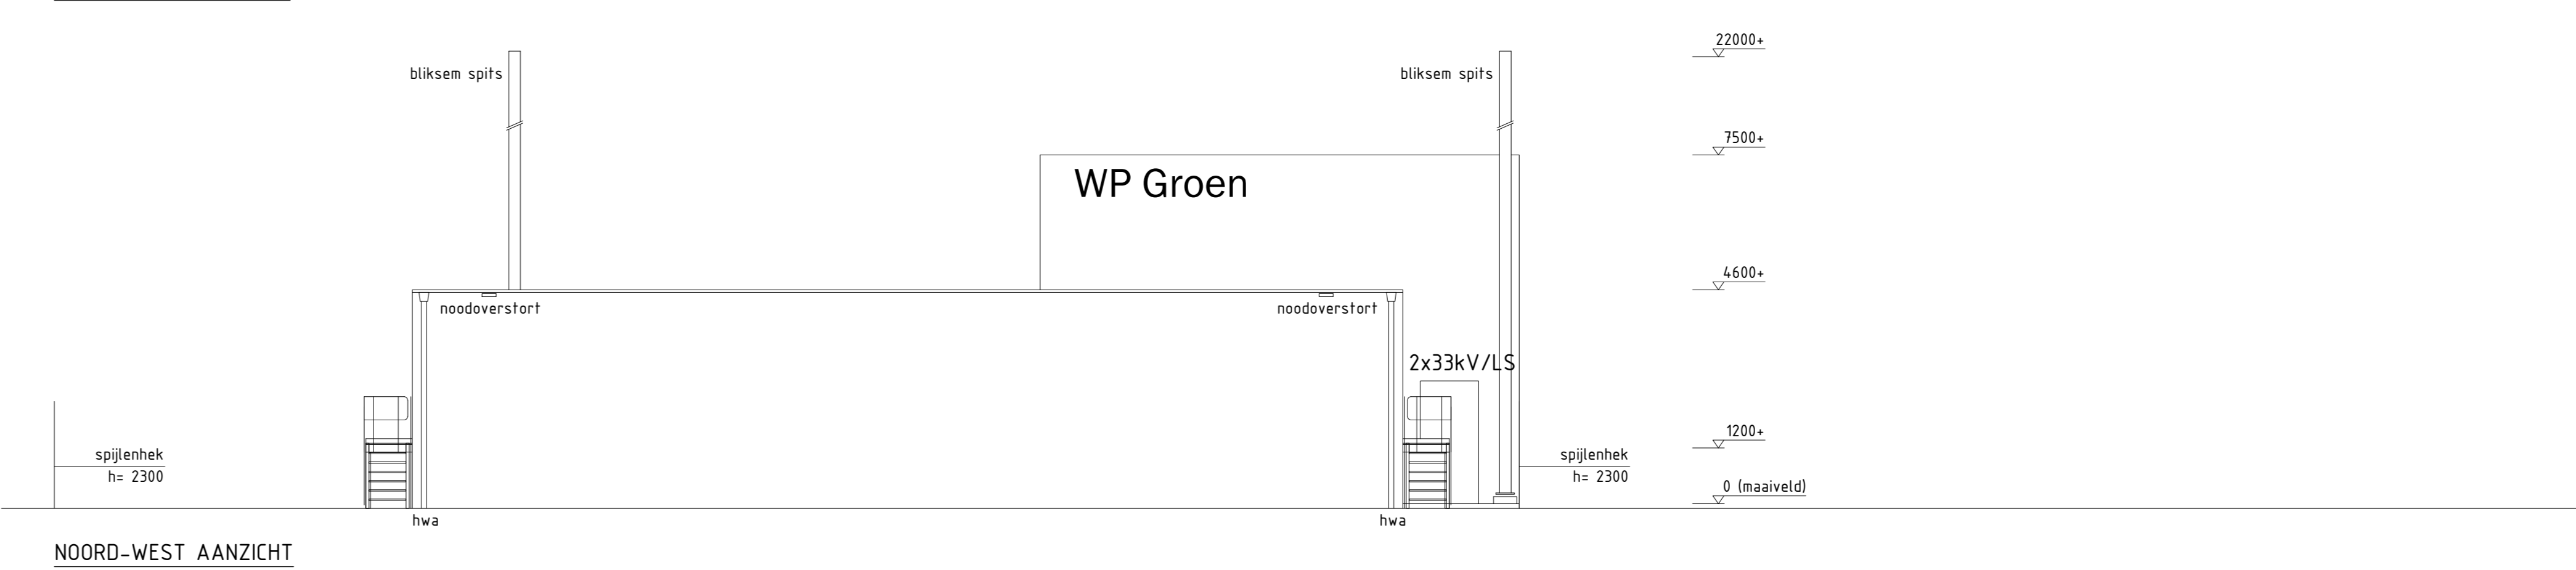 22000+
bliksem spits
bliksem spits
7500+
WP Groen
4600+
noodoverstort
noodoverstort
2x33kV/LS
1200+
spijlenhek
h= 2300
spijlenhek
h= 2300
0 (maaiveld)
hwa
hwa
NOORD-WEST AANZICHT